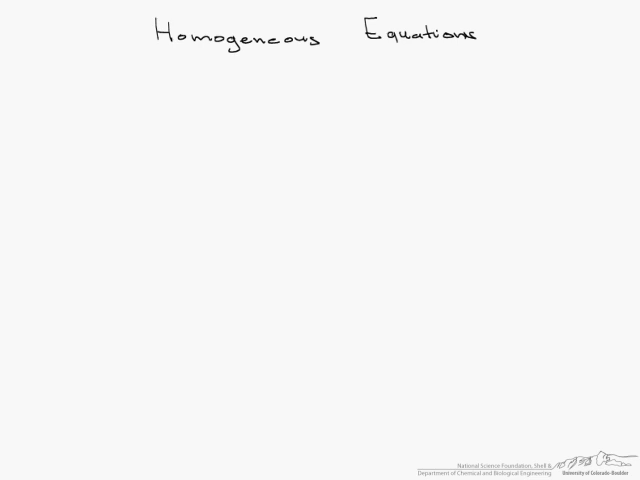 Homogeneous Equations
National Science Foundation, Shell &
Department of Chemical and Biological Engineering
University of Colorado-Boulder